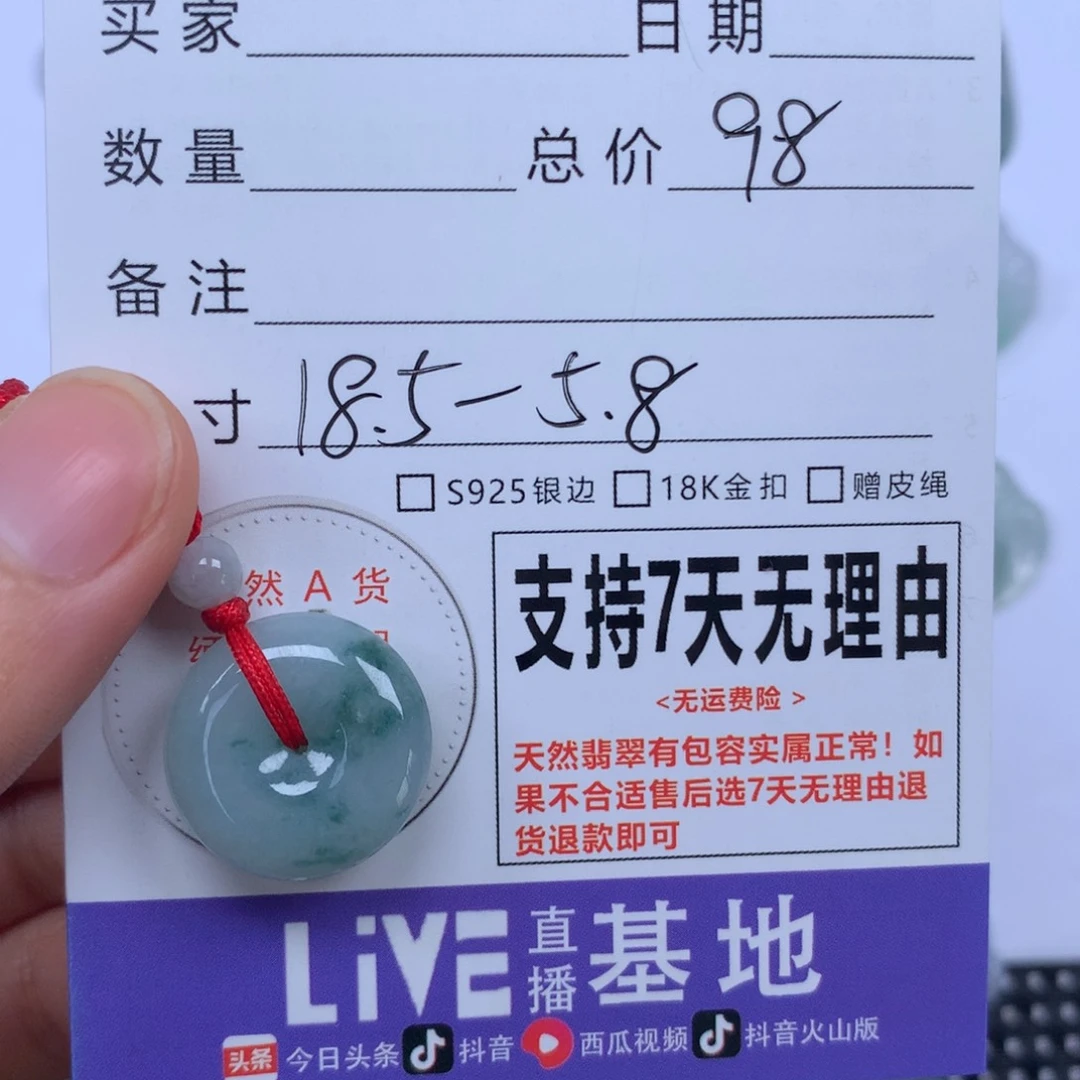 买家 日期
数量 总价 98
备注
寸 18.5-5.8
□ S925银边 □ 18K金扣 □ 赠皮绳
然A货
支持7天无理由
<无运费险>
天然翡翠有包容实属正常！如
果不合适售后选7天无理由退
货退款即可
LiVE 直播 基地
头条 今日头条 抖音 西瓜视频 抖音火山版